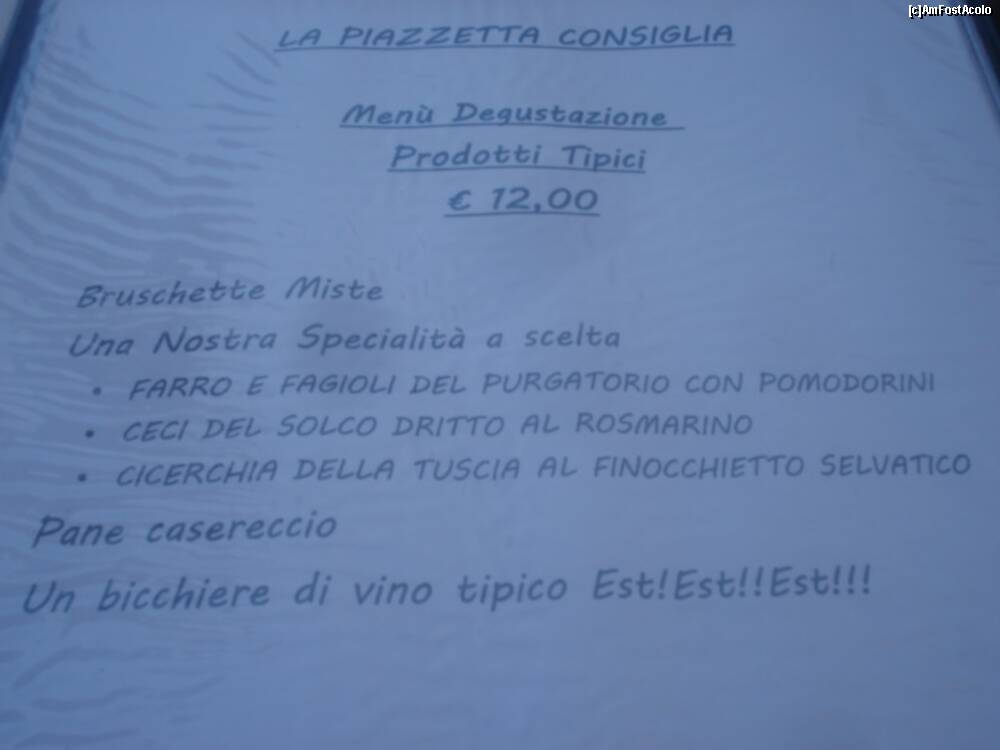 [c]AmFostAcolo
LA PIAZZETTA CONSIGLIA
Menù Degustazione
Prodotti Tipici
€ 12,00
Bruschette Miste
Una Nostra Specialità a scelta
• FARRO E FAGIOLI DEL PURGATORIO CON POMODORINI
• CECI DEL SOLCO DRITTO AL ROSMARINO
• CICERCHIA DELLA TUSCIA AL FINOCCHIETTO SELVATICO
Pane casereccio
Un bicchiere di vino tipico Est!Est!!Est!!!